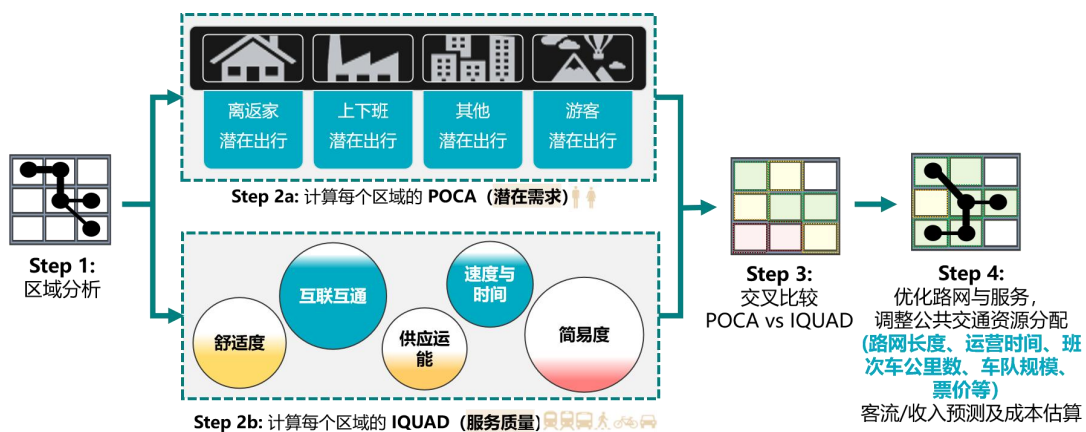 Step 1:
区域分析
离返家
潜在出行
上下班
潜在出行
其他
潜在出行
游客
潜在出行
Step 2a: 计算每个区域的 POCA（潜在需求）
舒适度
互联互通
供应运
能
速度与
时间
简易度
Step 2b: 计算每个区域的 IQUAD（服务质量）
Step 3:
交叉比较
POCA vs IQUAD
Step 4:
优化路网与服务，
调整公共交通资源分配
（路网长度、运营时间、班
次车公里数、车队规模、
票价等）
客流/收入预测及成本估算